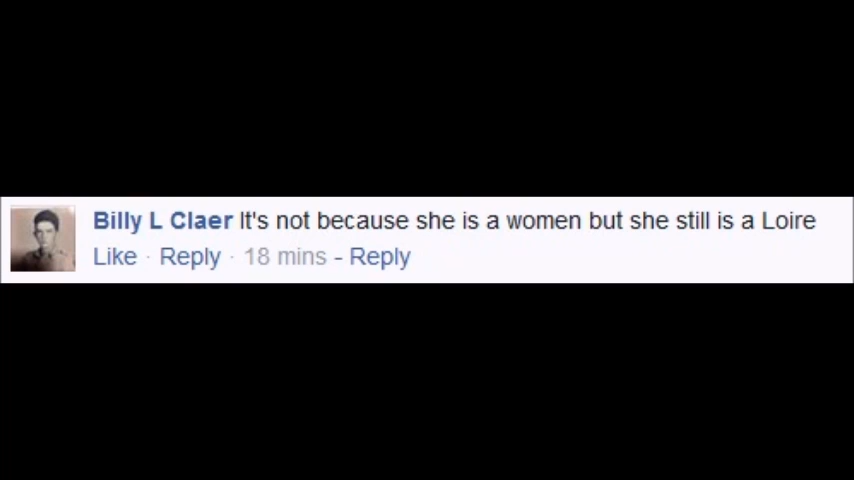 Billy L Claer It's not because she is a women but she still is a Loire
Like · Reply · 18 mins - Reply